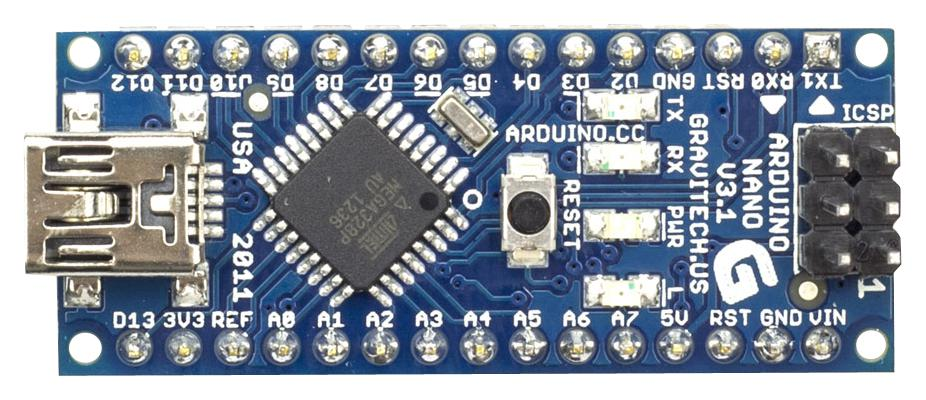 D12 D11 D10 D9 D8 D7 D6 D5 D4 D3 D2 GND RST RX0 TX1
ICSP
ARDUINO.CC
TX
RX
PWR
L
RESET
USA
2011
GRAVITECH.US
ARDUINO
NANO
V3.1
G
1
MEGA328P
AU 1236
D13 3V3 REF A0 A1 A2 A3 A4 A5 A6 A7 5V RST GND VIN